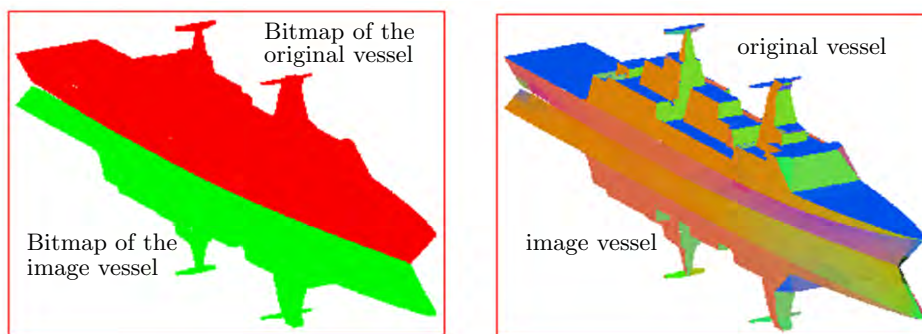 Bitmap of the
original vessel
Bitmap of the
image vessel
original vessel
image vessel